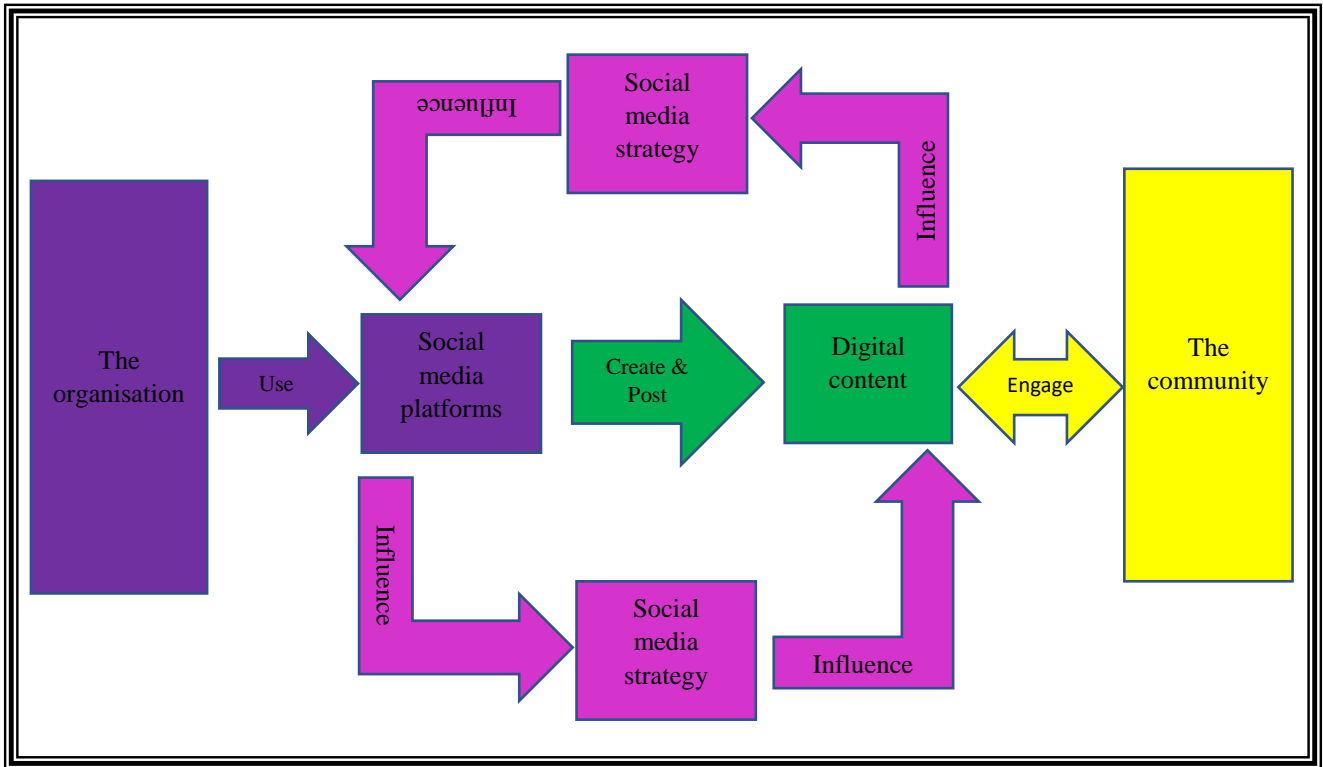 Social
media
strategy
Influence
Influence
The
organisation
Use
Social
media
platforms
Create &
Post
Digital
content
Engage
The
community
Influence
Social
media
strategy
Influence